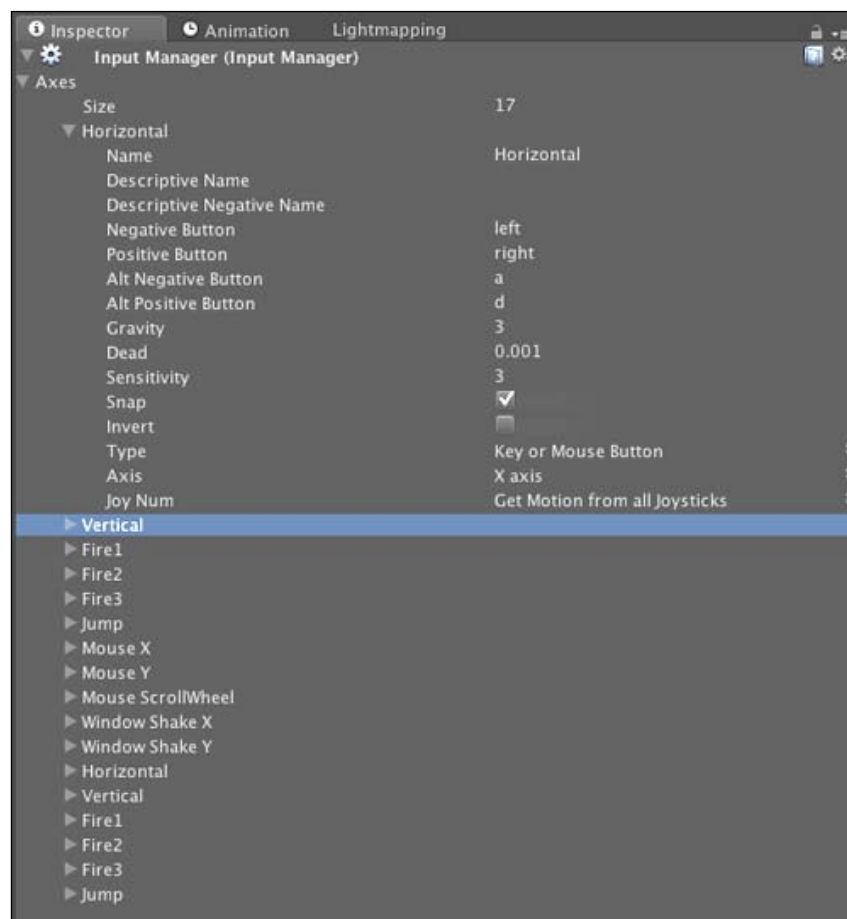 Inspector Animation Lightmapping
Input Manager (Input Manager)
Axes
Size 17
Horizontal
Name Horizontal
Descriptive Name
Descriptive Negative Name
Negative Button left
Positive Button right
Alt Negative Button a
Alt Positive Button d
Gravity 3
Dead 0.001
Sensitivity 3
Snap
Invert
Type Key or Mouse Button
Axis X axis
Joy Num Get Motion from all Joysticks
Vertical
Fire1
Fire2
Fire3
Jump
Mouse X
Mouse Y
Mouse ScrollWheel
Window Shake X
Window Shake Y
Horizontal
Vertical
Fire1
Fire2
Fire3
Jump